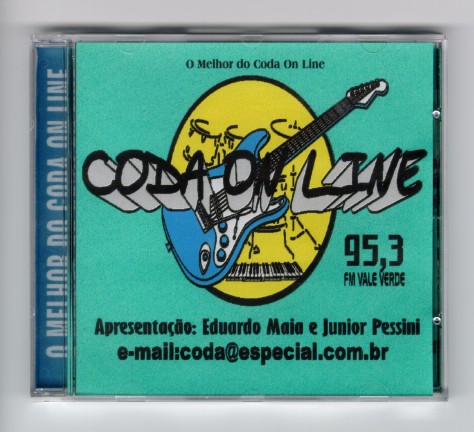 O MELHOR DO CODA ON LINE
O Melhor do Coda On Line
CODA ON LINE
95,3
FM VALE VERDE
Apresentação: Eduardo Maia e Junior Pessini
e-mail:coda@especial.com.br